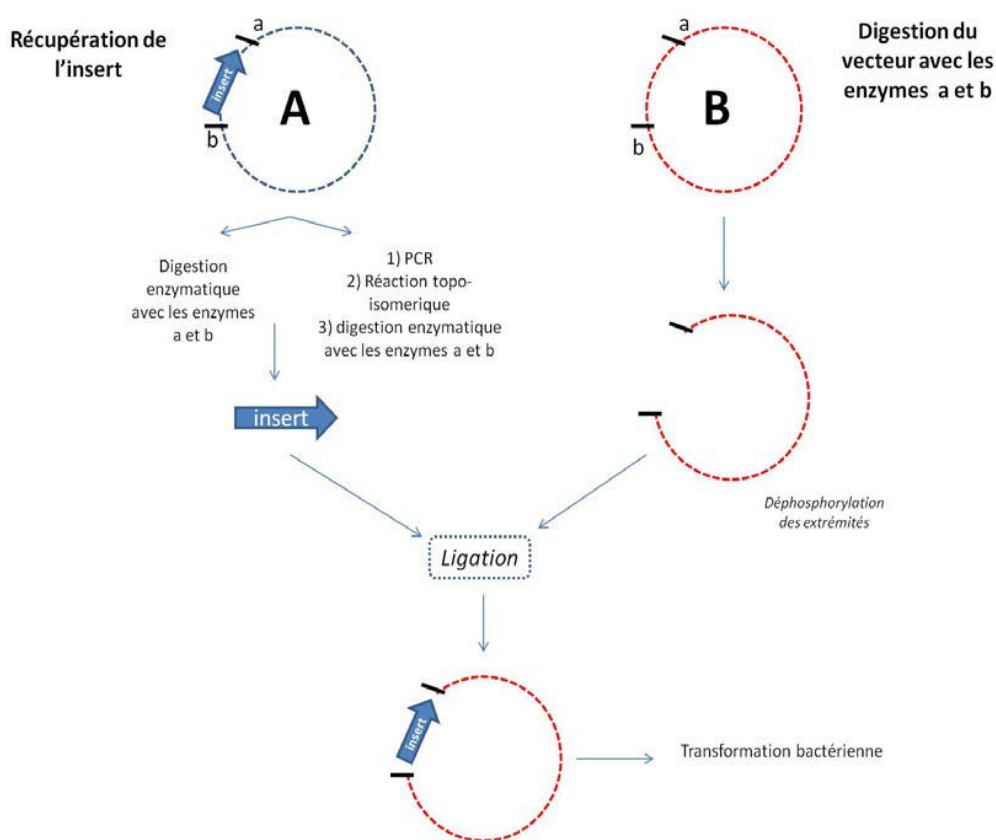 Récupération de
l'insert
a
insert
A
b
Digestion du
vecteur avec les
enzymes a et b
a
B
b
Digestion
enzymatique
avec les enzymes
a et b
1) PCR
2) Réaction topo-
isomerique
3) digestion enzymatique
avec les enzymes a et b
insert
Déphosphorylation
des extrémités
Ligation
insert
Transformation bactérienne